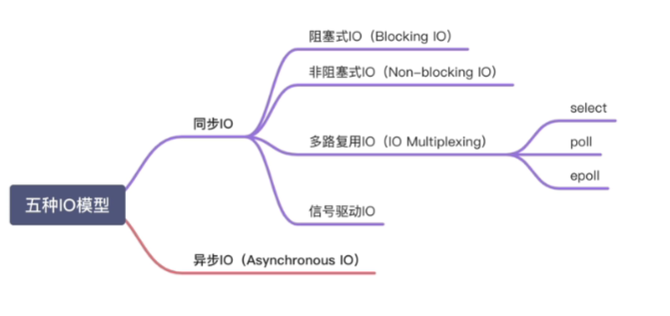 五种IO模型
同步IO
阻塞式IO（Blocking IO）
非阻塞式IO（Non-blocking IO）
多路复用IO（IO Multiplexing）
select
poll
epoll
信号驱动IO
异步IO（Asynchronous IO）